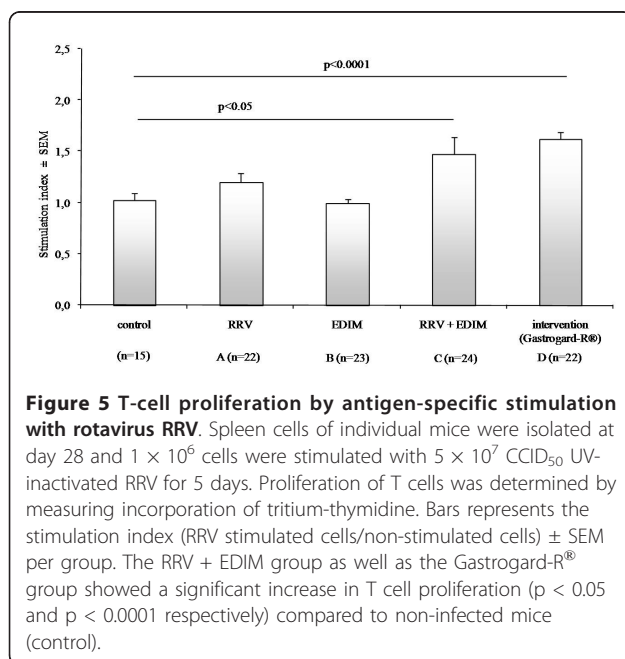 p<0.0001
p<0.05
Stimulation index ± SEM
2,5
2,0
1,5
1,0
0,5
0,0
control RRV EDIM RRV + EDIM intervention
(Gastrogard-R®)
(n=15) A (n=22) B (n=23) C (n=24) D (n=22)
Figure 5 T-cell proliferation by antigen-specific stimulation
with rotavirus RRV. Spleen cells of individual mice were isolated at
day 28 and 1 × 10⁶ cells were stimulated with 5 × 10⁷ CCID₅₀ UV-
inactivated RRV for 5 days. Proliferation of T cells was determined by
measuring incorporation of tritium-thymidine. Bars represents the
stimulation index (RRV stimulated cells/non-stimulated cells) ± SEM
per group. The RRV + EDIM group as well as the Gastrogard-R®
group showed a significant increase in T cell proliferation (p < 0.05
and p < 0.0001 respectively) compared to non-infected mice
(control).